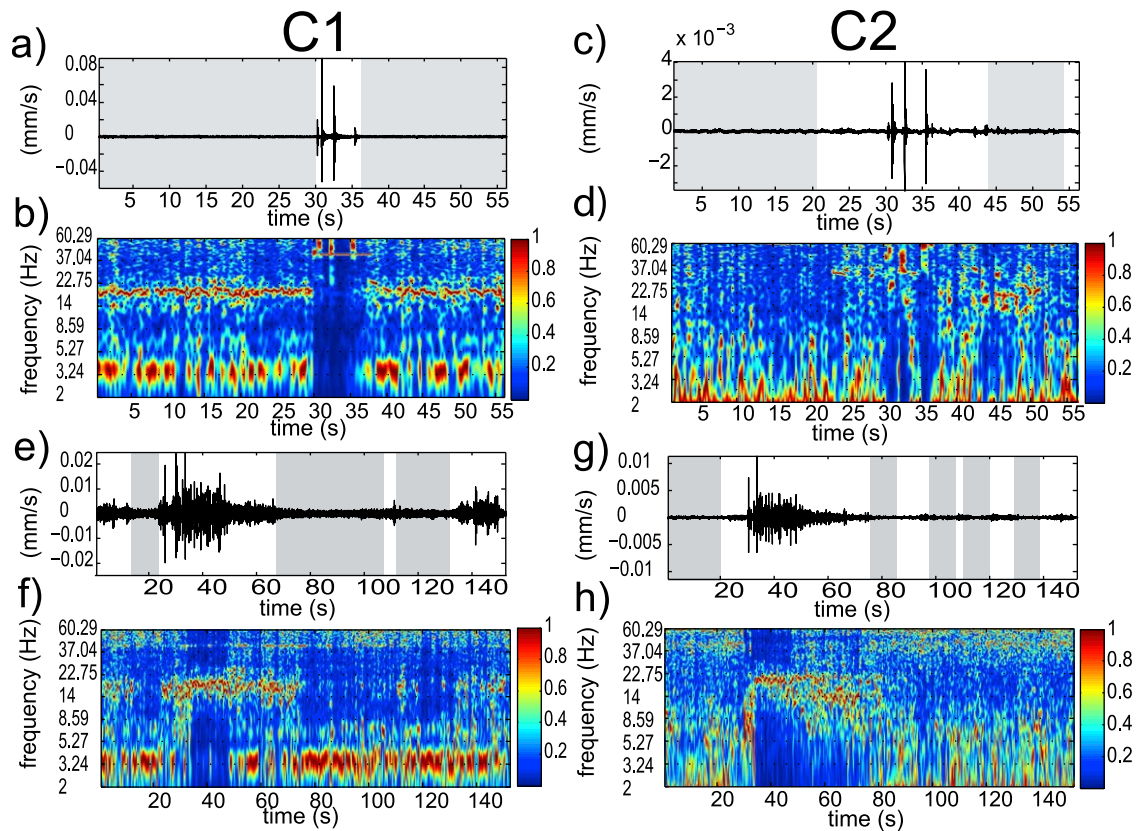 C1
C2
a)
0.08
0.04
0
−0.04
(mm/s)
5 10 15 20 25 30 35 40 45 50 55
time (s)
c)
x 10⁻³
4
2
0
−2
(mm/s)
5 10 15 20 25 30 35 40 45 50 55
time (s)
b)
60.29
37.04
22.75
14
8.59
5.27
3.24
2
frequency (Hz)
5 10 15 20 25 30 35 40 45 50 55
time (s)
1
0.8
0.6
0.4
0.2
d)
60.29
37.04
22.75
14
8.59
5.27
3.24
2
frequency (Hz)
5 10 15 20 25 30 35 40 45 50 55
time (s)
1
0.8
0.6
0.4
0.2
e)
0.02
0.01
0
−0.01
−0.02
(mm/s)
20 40 60 80 100 120 140
time (s)
g)
0.01
0.005
0
−0.005
−0.01
(mm/s)
20 40 60 80 100 120 140
time (s)
f)
60.29
37.04
22.75
14
8.59
5.27
3.24
2
frequency (Hz)
20 40 60 80 100 120 140
time (s)
1
0.8
0.6
0.4
0.2
h)
60.29
37.04
22.75
14
8.59
5.27
3.24
2
frequency (Hz)
20 40 60 80 100 120 140
time (s)
1
0.8
0.6
0.4
0.2